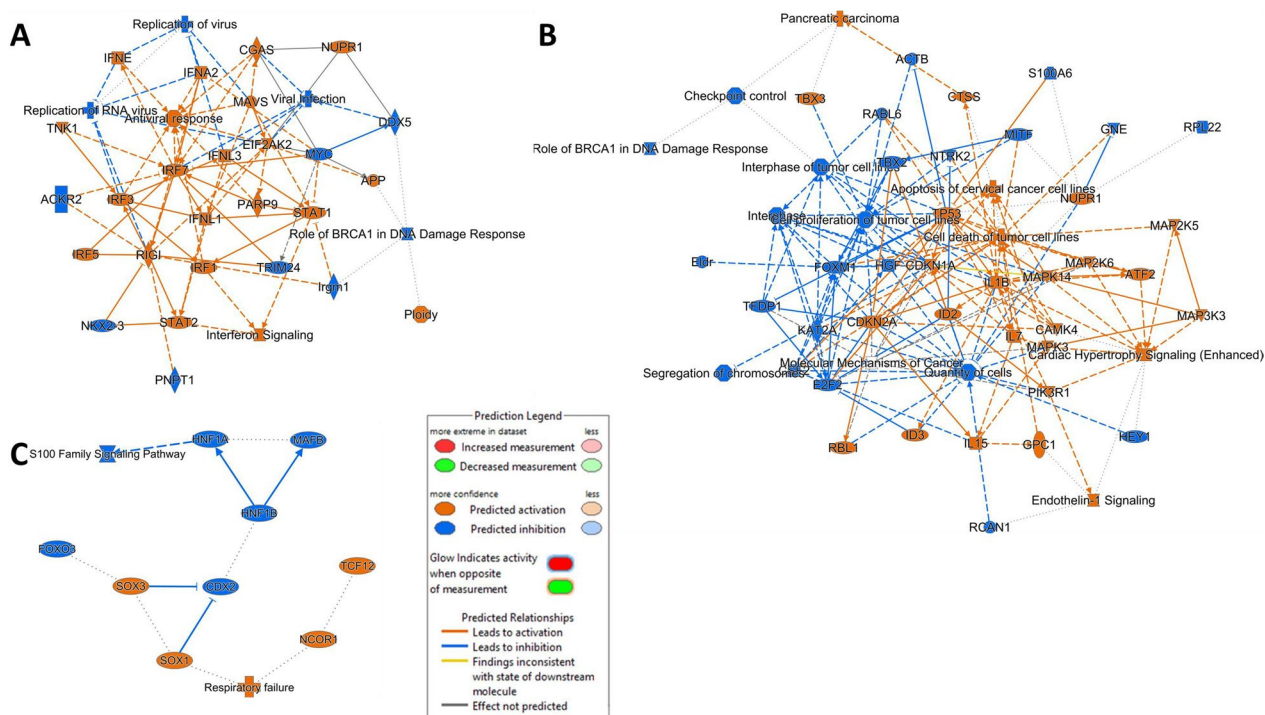 A
Replication of virus
IFNE
CGAS
NUPR1
IFNA2
MAVS
Viral Infection
Replication of RNA virus
TNK1
Antiviral response
DDX5
EIF2AK2
IFNL3
MYC
IRF7
APP
ACKR2
IRF3
PARP9
IFNL1
STAT1
Role of BRCA1 in DNA Damage Response
IRF5
RIGI
IRF1
TRIM24
Irgm1
Ploidy
NKX2-3
STAT2
Interferon Signaling
PNPT1
B
Pancreatic carcinoma
ACTB
S100A6
Checkpoint control
TBX3
CTSS
RABL6
GNE
RPL22
MITF
Role of BRCA1 in DNA Damage Response
TBX2
NTRK2
Interphase of tumor cell lines
Apoptosis of cervical cancer cell lines
NUPR1
Interphase
Cell proliferation of tumor cell lines
TP53
MAP2K5
Cell death of tumor cell lines
Eldr
FOXM1
HGF
CDKN1A
MAP2K6
IL1B
MAPK14
ATF2
TFDP1
ID2
MAP3K3
CDKN2A
KAT2A
IL7
CAMK4
MAPK3
Cardiac Hypertrophy Signaling (Enhanced)
Molecular Mechanisms of Cancer
Segregation of chromosomes
Quantity of cells
E2F2
PIK3R1
ID3
HEY1
RBL1
IL15
GPC1
Endothelin-1 Signaling
RCAN1
C
HNF1A
MAFB
S100 Family Signaling Pathway
HNF1B
FOXO3
TCF12
SOX3
CDX2
NCOR1
SOX1
Respiratory failure
Prediction Legend
more extreme in dataset less
Increased measurement
Decreased measurement
more confidence less
Predicted activation
Predicted inhibition
Glow Indicates activity
when opposite
of measurement
Predicted Relationships
Leads to activation
Leads to inhibition
Findings inconsistent
with state of downstream
molecule
Effect not predicted